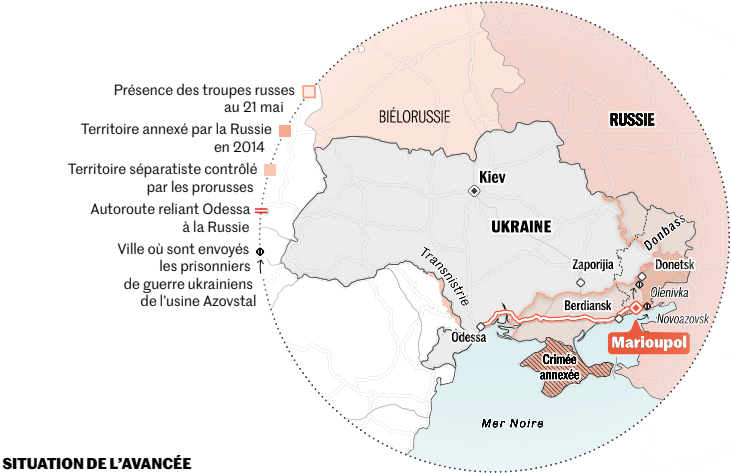 Présence des troupes russes
au 21 mai
Territoire annexé par la Russie
en 2014
Territoire séparatiste contrôlé
par les prorusses
Autoroute reliant Odessa
à la Russie
Ville où sont envoyés
les prisonniers
de guerre ukrainiens
de l’usine Azovstal
BIÉLORUSSIE
RUSSIE
Kiev
UKRAINE
Donbass
Transnistrie
Zaporijia
Donetsk
Olenivka
Berdiansk
Novoazovsk
Odessa
Marioupol
Crimée
annexée
Mer Noire
SITUATION DE L’AVANCÉE